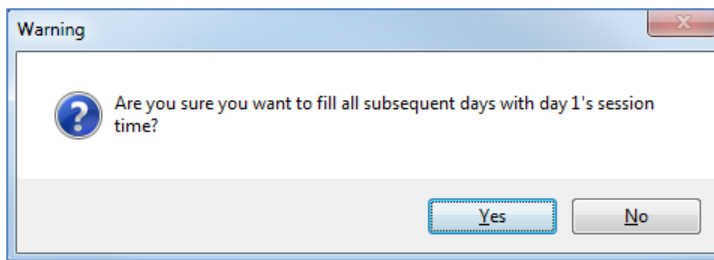 Warning
Are you sure you want to fill all subsequent days with day 1's session
time?
Yes
No